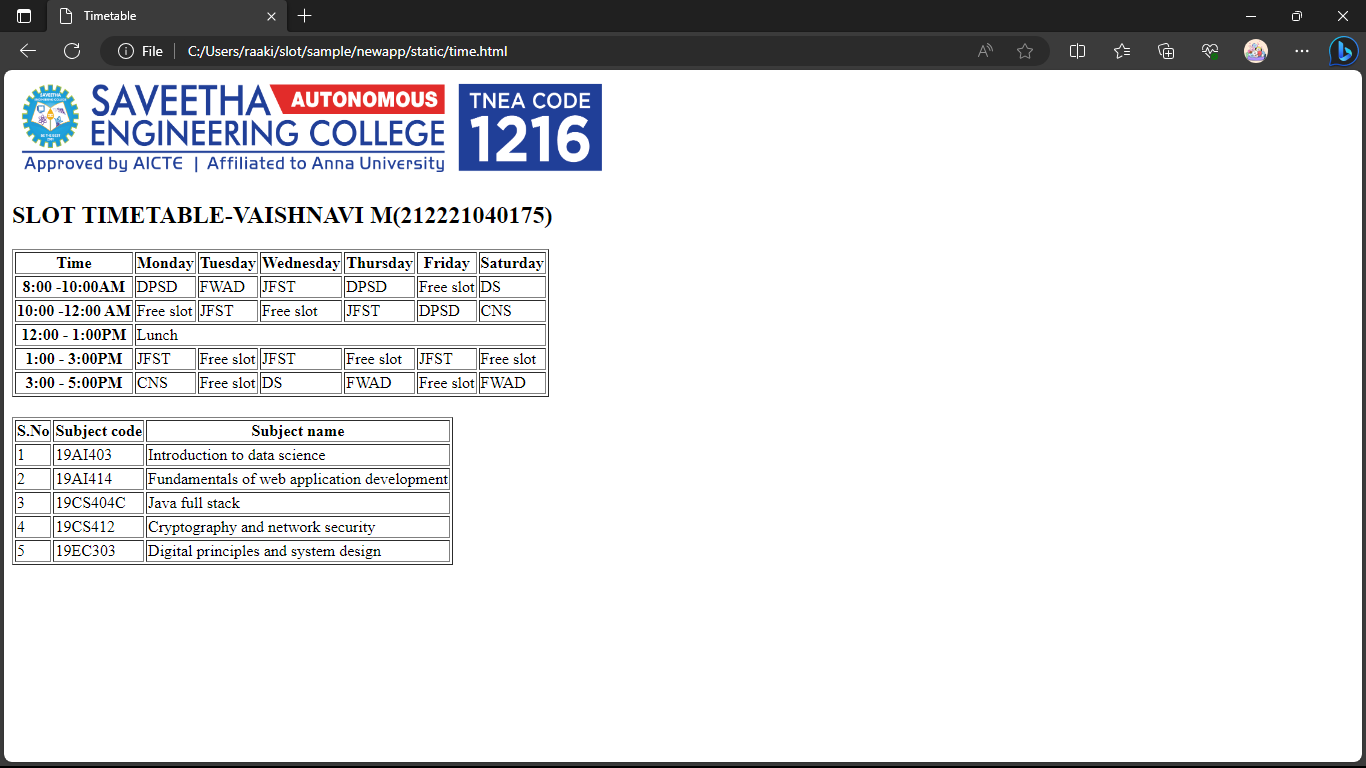 Timetable
File C:/Users/raaki/slot/sample/newapp/static/time.html
SAVEETHA AUTONOMOUS
ENGINEERING COLLEGE
Approved by AICTE | Affiliated to Anna University
TNEA CODE
1216
SLOT TIMETABLE-VAISHNAVI M(212221040175)
Time Monday Tuesday Wednesday Thursday Friday Saturday
8:00 -10:00AM DPSD FWAD JFST DPSD Free slot DS
10:00 -12:00 AM Free slot JFST Free slot JFST DPSD CNS
12:00 - 1:00PM Lunch
1:00 - 3:00PM JFST Free slot JFST Free slot JFST Free slot
3:00 - 5:00PM CNS Free slot DS FWAD Free slot FWAD
S.No Subject code Subject name
1 19AI403 Introduction to data science
2 19AI414 Fundamentals of web application development
3 19CS404C Java full stack
4 19CS412 Cryptography and network security
5 19EC303 Digital principles and system design